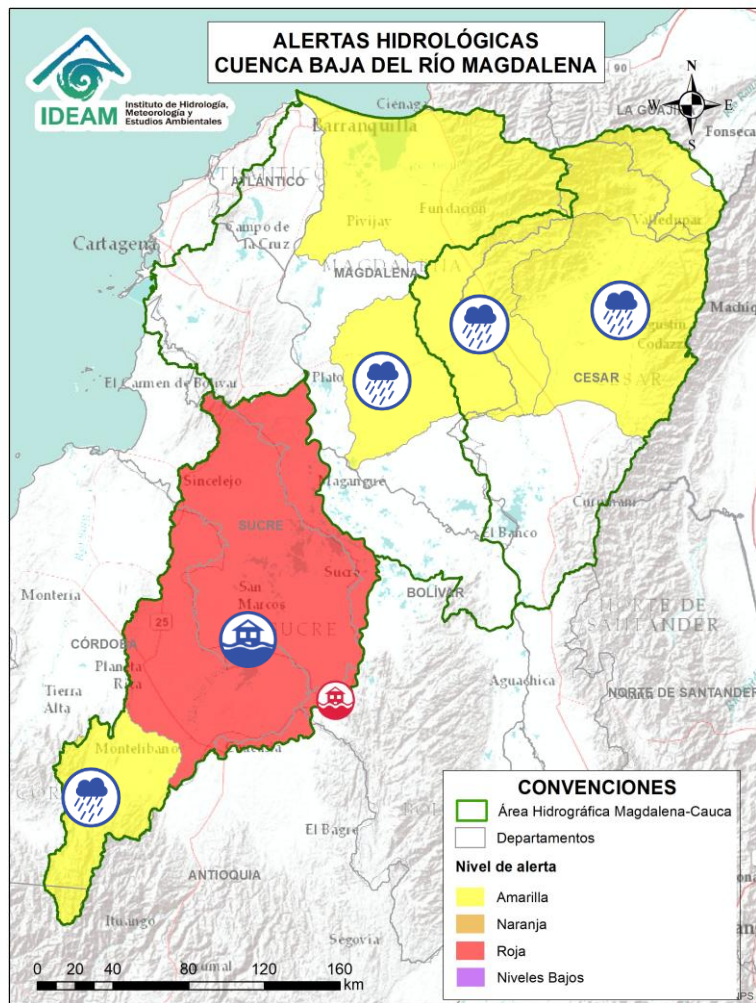 ALERTAS HIDROLÓGICAS
CUENCA BAJA DEL RÍO MAGDALENA
IDEAM
Instituto de Hidrología,
Meteorología y
Estudios Ambientales
N
W
E
S
90
LA GUAJIRA
Fonseca
Ciénaga
Barranquilla
ATLÁNTICO
Campo de
la Cruz
Cartagena
Pivijay
Fundación
Valledupar
MAGDALENA
Agustín
Codazzi
CESAR
El Carmen de Bolívar
Plato
Sincelejo
Magangué
SUCRE
Curumaní
El Banco
Sucre
San
Marcos
SUCRE
BOLÍVAR
Montería
25
CÓRDOBA
Planeta
Rica
Tierra
Alta
NORTE DE
SANTANDER
NORTE DE SANTANDER
Aguachica
Montelíbano
El Bagre
ANTIOQUIA
Ituango
Segovia
CONVENCIONES
Área Hidrográfica Magdalena-Cauca
Departamentos
Nivel de alerta
Amarilla
Naranja
Roja
Niveles Bajos
0 20 40 80 120 160
km